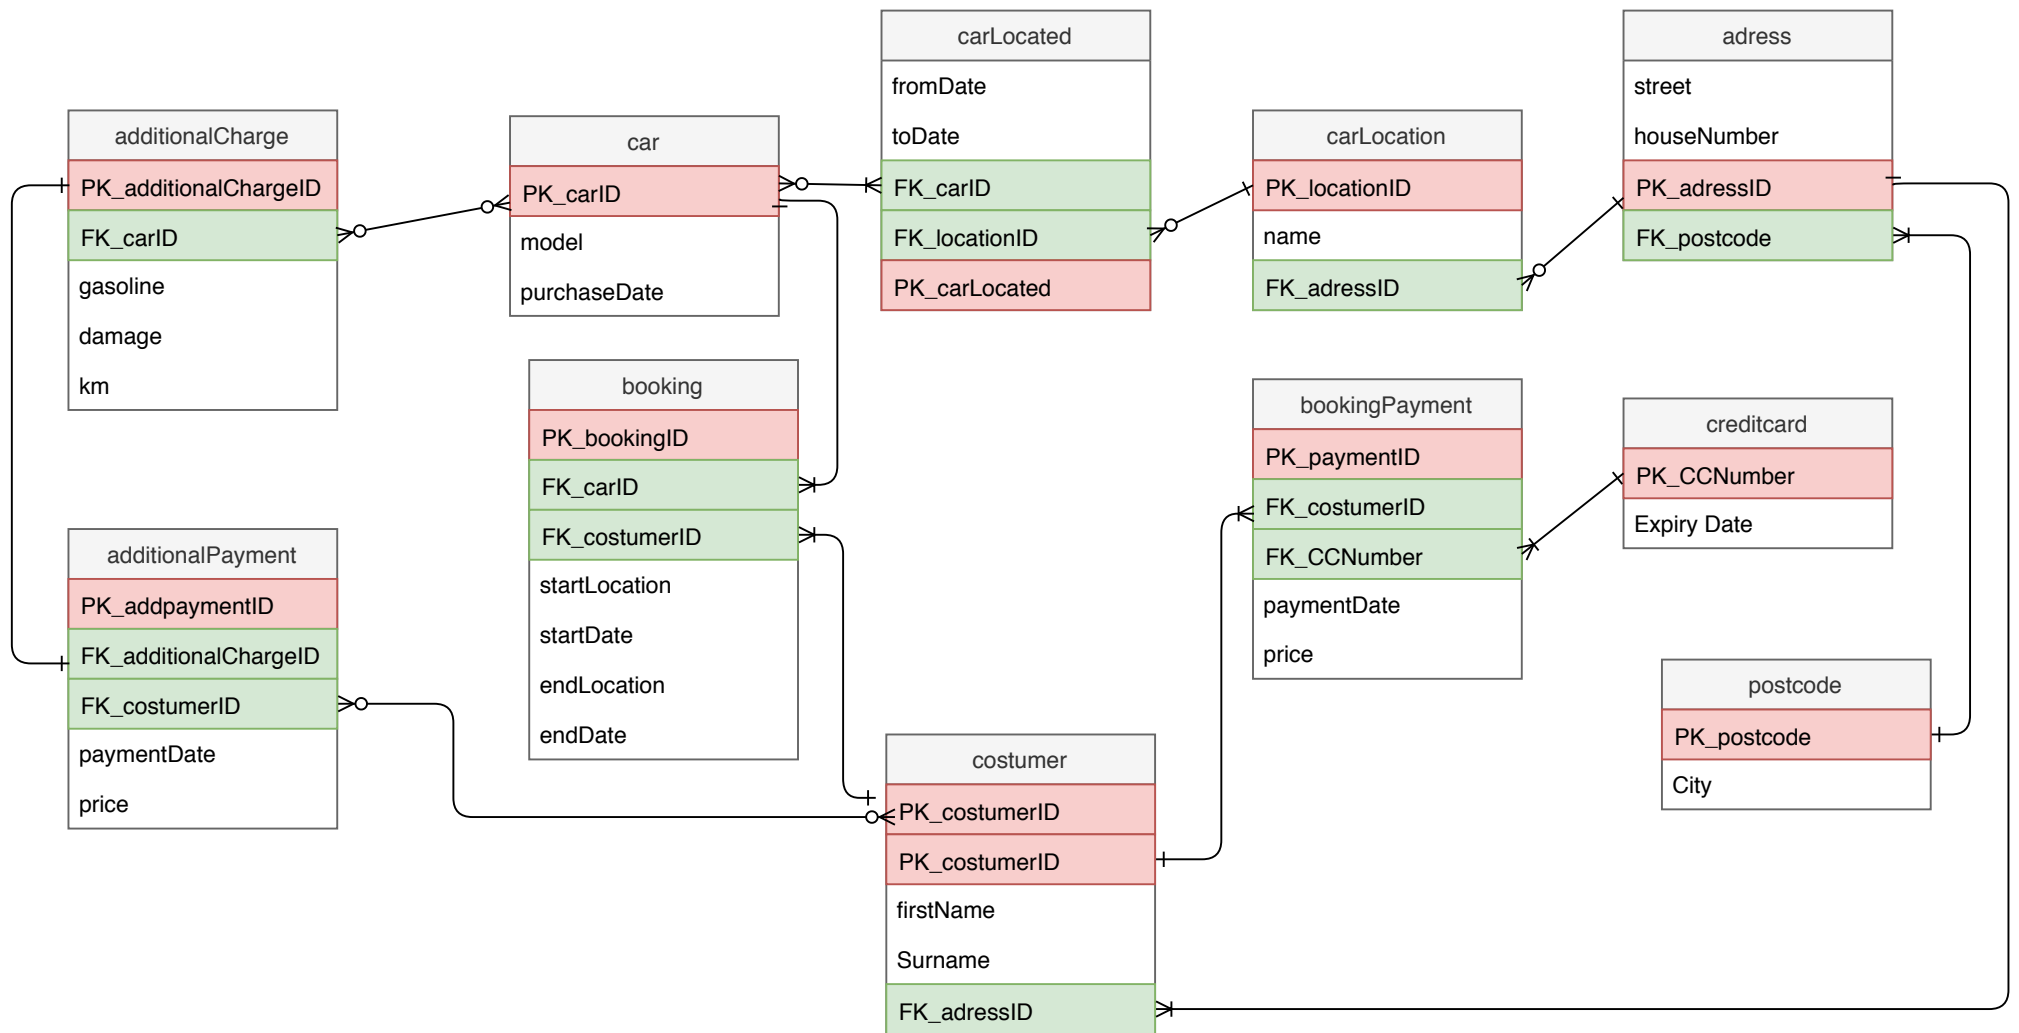 additionalCharge
PK_additionalChargeID
FK_carID
gasoline
damage
km
car
PK_carID
model
purchaseDate
carLocated
fromDate
toDate
FK_carID
FK_locationID
PK_carLocated
carLocation
PK_locationID
name
FK_adressID
adress
street
houseNumber
PK_adressID
FK_postcode
additionalPayment
PK_addpaymentID
FK_additionalChargeID
FK_costumerID
paymentDate
price
booking
PK_bookingID
FK_carID
FK_costumerID
startLocation
startDate
endLocation
endDate
costumer
PK_costumerID
PK_costumerID
firstName
Surname
FK_adressID
bookingPayment
PK_paymentID
FK_costumerID
FK_CCNumber
paymentDate
price
creditcard
PK_CCNumber
Expiry Date
postcode
PK_postcode
City